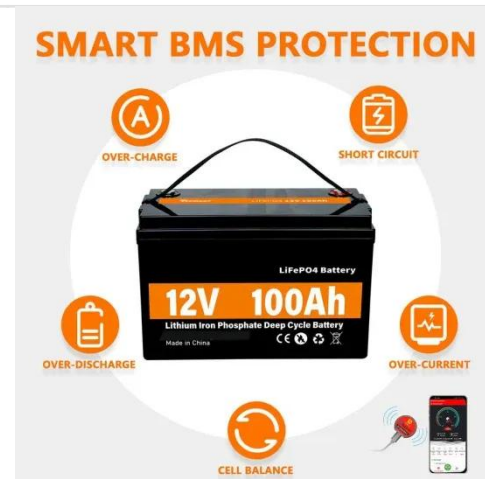 SMART BMS PROTECTION
OVER-CHARGE
SHORT CIRCUIT
LiFePO4 Battery
12V 100Ah
Lithium Iron Phosphate Deep Cycle Battery
Made in China
CE
OVER-DISCHARGE
OVER-CURRENT
CELL BALANCE